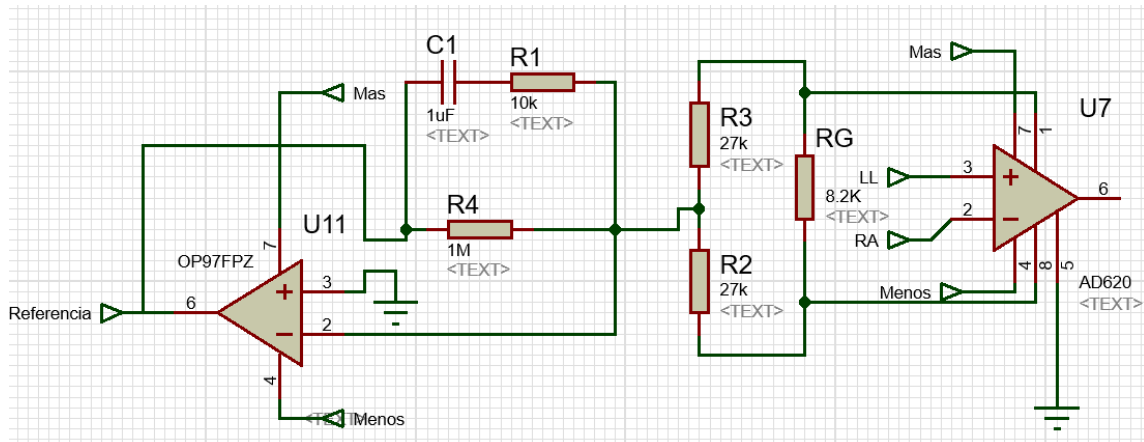 C1
1uF
<TEXT>
R1
10k
<TEXT>
Mas
R4
1M
<TEXT>
U11
OP97FPZ
7
3
2
6
4
Referencia
<TEXT>
Menos
R3
27k
<TEXT>
R2
27k
<TEXT>
RG
8.2K
<TEXT>
Mas
U7
7
1
LL
3
RA
2
6
Menos
4
8
5
AD620
<TEXT>